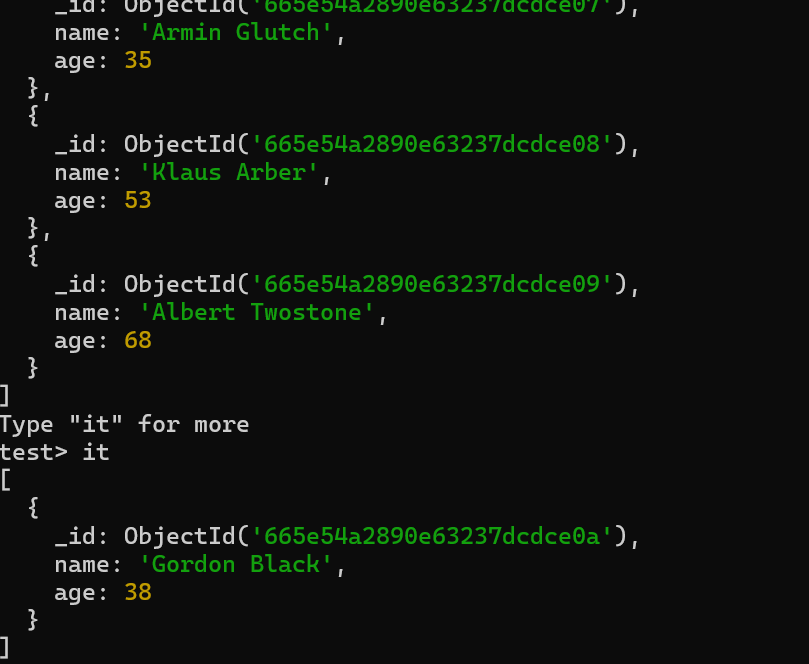 _id: ObjectId('665e54a2890e63237dcdce07'),
name: 'Armin Glutch',
age: 35
},
{
_id: ObjectId('665e54a2890e63237dcdce08'),
name: 'Klaus Arber',
age: 53
},
{
_id: ObjectId('665e54a2890e63237dcdce09'),
name: 'Albert Twostone',
age: 68
}
]
Type "it" for more
test> it
[
{
_id: ObjectId('665e54a2890e63237dcdce0a'),
name: 'Gordon Black',
age: 38
}
]